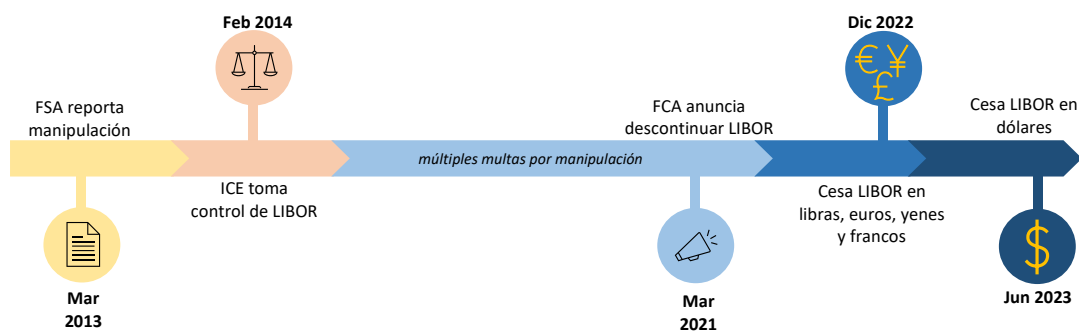 Feb 2014
Dic 2022
€ ¥
£
FSA reporta
manipulación
FCA anuncia
descontinuar LIBOR
Cesa LIBOR en
dólares
múltiples multas por manipulación
ICE toma
control de LIBOR
Cesa LIBOR en
libras, euros, yenes
y francos
$
Mar
2013
Mar
2021
Jun 2023